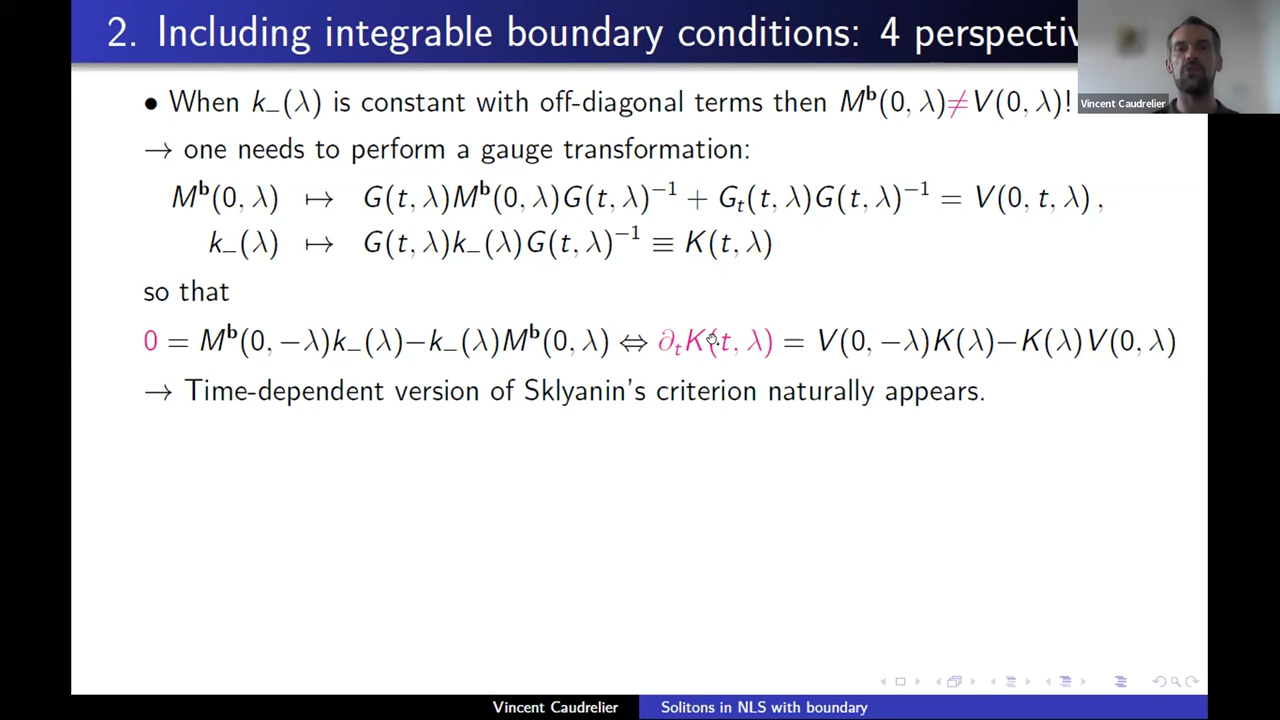 2. Including integrable boundary conditions: 4 perspectiv
Vincent Caudrelier
• When k₋(λ) is constant with off-diagonal terms then Mᵇ(0, λ)≠V(0, λ)!
→ one needs to perform a gauge transformation:
Mᵇ(0, λ) ↦ G(t, λ)Mᵇ(0, λ)G(t, λ)⁻¹ + Gₜ(t, λ)G(t, λ)⁻¹ = V(0, t, λ) ,
k₋(λ) ↦ G(t, λ)k₋(λ)G(t, λ)⁻¹ ≡ K(t, λ)
so that
0 = Mᵇ(0, −λ)k₋(λ)−k₋(λ)Mᵇ(0, λ) ⇔ ∂ₜK(t, λ) = V(0, −λ)K(λ)−K(λ)V(0, λ)
→ Time-dependent version of Sklyanin's criterion naturally appears.
Vincent Caudrelier Solitons in NLS with boundary